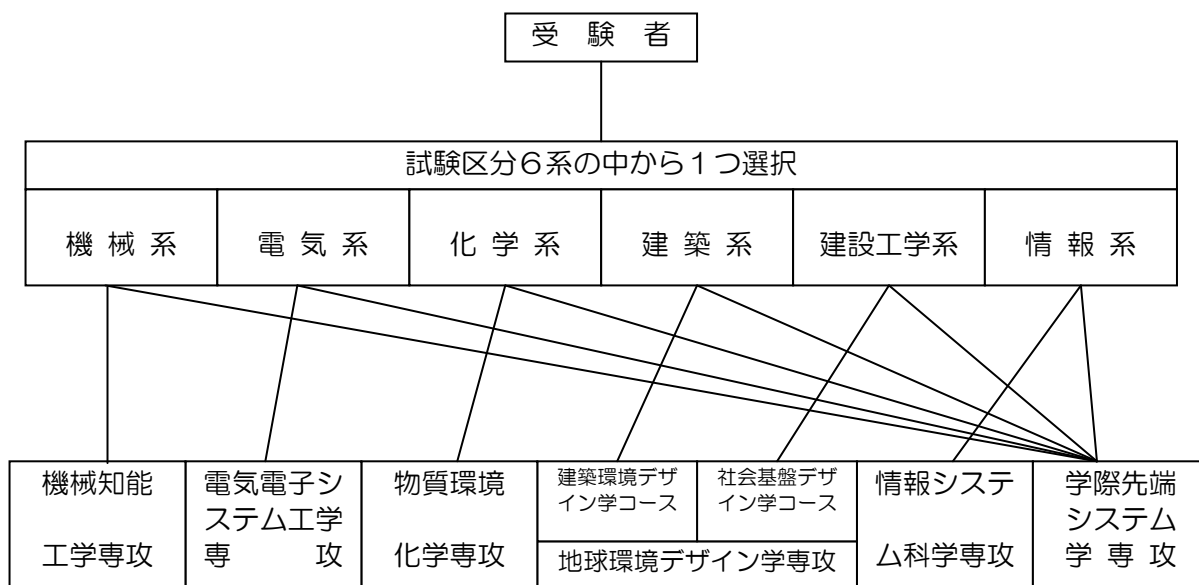 受 験 者
試験区分6系の中から1つ選択
機 械 系
電 気 系
化 学 系
建 築 系
建設工学系
情 報 系
機械知能
工学専攻
電気電子シ
ステム工学
専 攻
物質環境
化学専攻
建築環境デザ
イン学コース
社会基盤デザ
イン学コース
地球環境デザイン学専攻
情報システ
ム科学専攻
学際先端
システム
学 専 攻